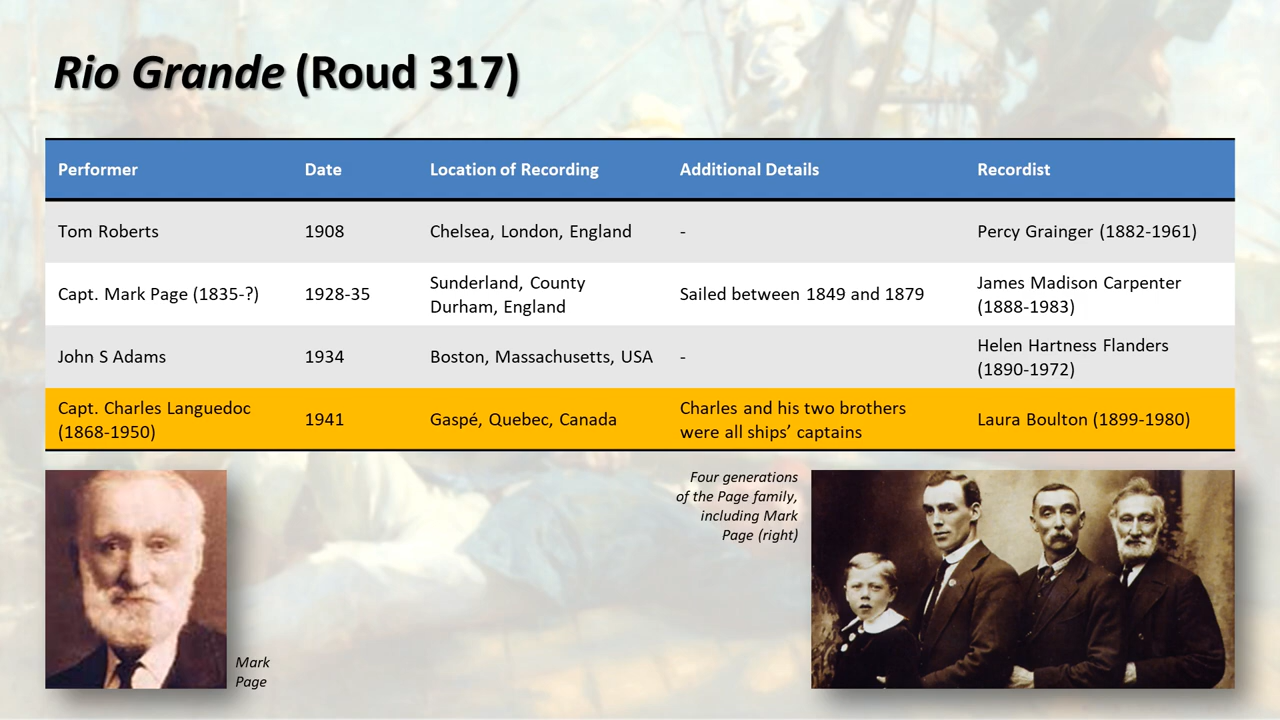 Rio Grande (Roud 317)
Performer Date Location of Recording Additional Details Recordist
Tom Roberts 1908 Chelsea, London, England - Percy Grainger (1882-1961)
Capt. Mark Page (1835-?) 1928-35 Sunderland, County Durham, England Sailed between 1849 and 1879 James Madison Carpenter (1888-1983)
John S Adams 1934 Boston, Massachusetts, USA - Helen Hartness Flanders (1890-1972)
Capt. Charles Languedoc (1868-1950) 1941 Gaspé, Quebec, Canada Charles and his two brothers were all ships’ captains Laura Boulton (1899-1980)
Four generations
of the Page family,
including Mark
Page (right)
Mark
Page